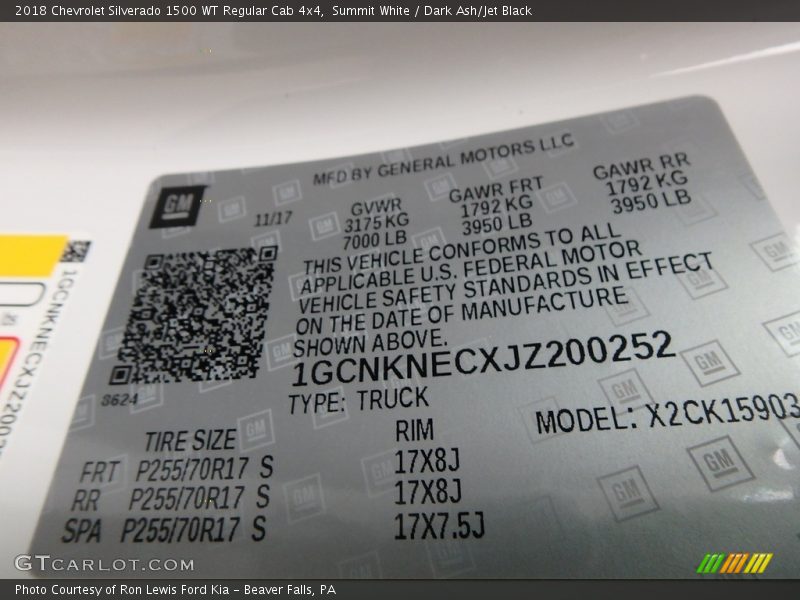 2018 Chevrolet Silverado 1500 WT Regular Cab 4x4,  Summit White / Dark Ash/Jet Black
MFD BY GENERAL MOTORS LLC
GM
11/17
GVWR
3175 KG
7000 LB
GAWR FRT
1792 KG
3950 LB
GAWR RR
1792 KG
3950 LB
THIS VEHICLE CONFORMS TO ALL
APPLICABLE U.S. FEDERAL MOTOR
VEHICLE SAFETY STANDARDS IN EFFECT
ON THE DATE OF MANUFACTURE
SHOWN ABOVE.
1GCNKNECXJZ200252
8624
TYPE: TRUCK
MODEL: X2CK15903
TIRE SIZE
RIM
FRT P255/70R17 S 17X8J
RR P255/70R17 S 17X8J
SPA P255/70R17 S 17X7.5J
1GCNKNECXJZ200
GTCARLOT.COM
Photo Courtesy of Ron Lewis Ford Kia – Beaver Falls, PA